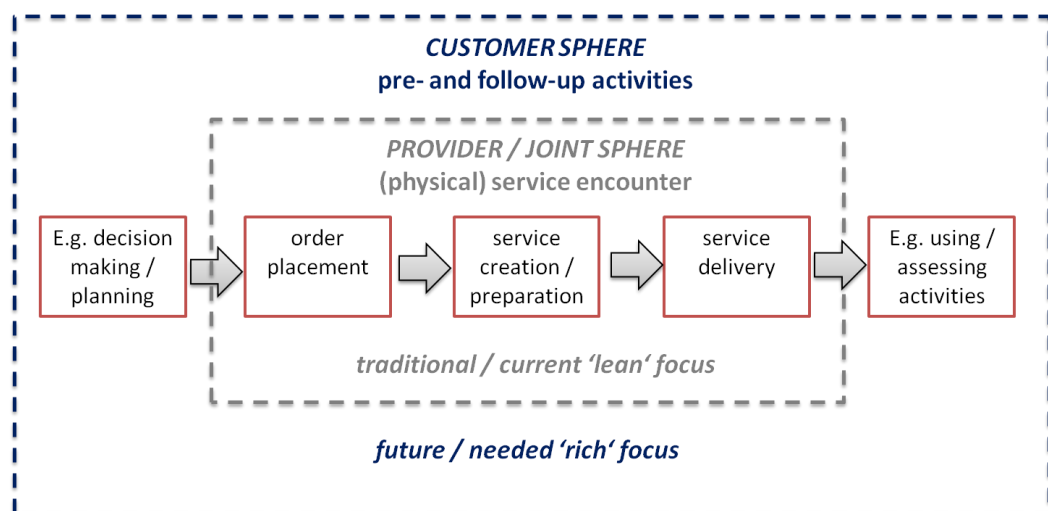 CUSTOMER SPHERE
pre- and follow-up activities
PROVIDER / JOINT SPHERE
(physical) service encounter
E.g. decision
making /
planning
order
placement
service
creation /
preparation
service
delivery
E.g. using /
assessing
activities
traditional / current ‘lean‘ focus
future / needed ‘rich‘ focus